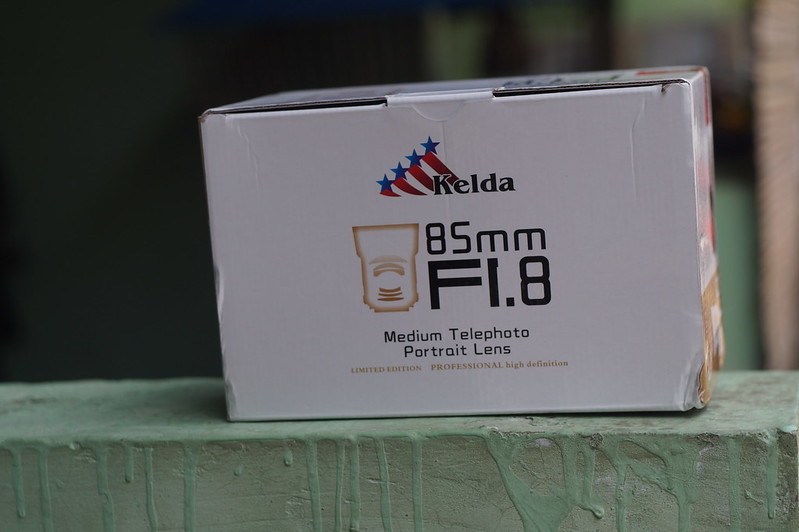 Kelda
85mm
F1.8
Medium Telephoto
Portrait Lens
LIMITED EDITION PROFESSIONAL high definition